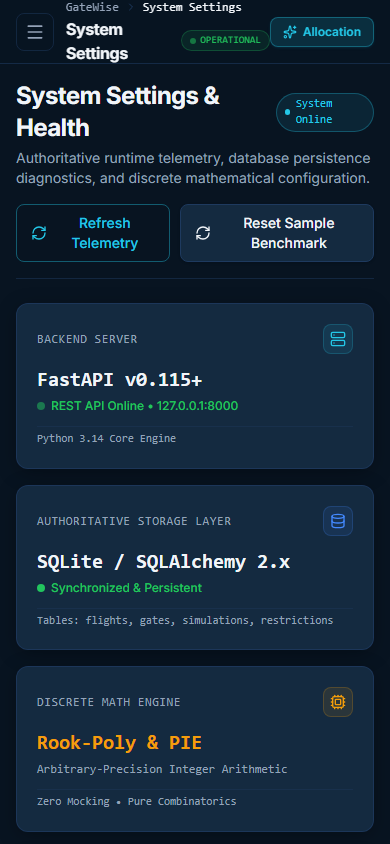 GateWise › System Settings
System
Settings
OPERATIONAL
Allocation
System Settings &
Health
System
Online
Authoritative runtime telemetry, database persistence
diagnostics, and discrete mathematical configuration.
Refresh
Telemetry
Reset Sample
Benchmark
BACKEND SERVER
FastAPI v0.115+
REST API Online • 127.0.0.1:8000
Python 3.14 Core Engine
AUTHORITATIVE STORAGE LAYER
SQLite / SQLAlchemy 2.x
Synchronized & Persistent
Tables: flights, gates, simulations, restrictions
DISCRETE MATH ENGINE
Rook-Poly & PIE
Arbitrary-Precision Integer Arithmetic
Zero Mocking • Pure Combinatorics